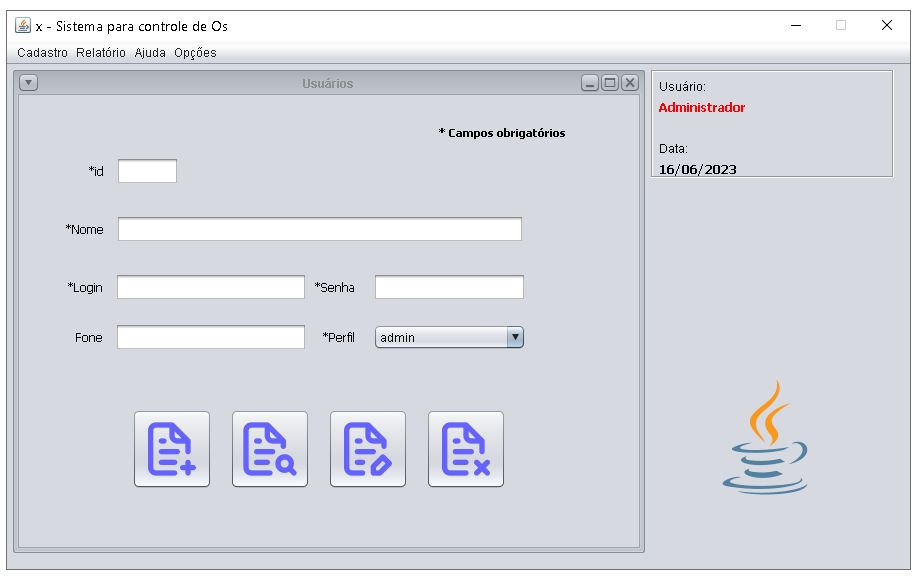 x - Sistema para controle de Os
Cadastro Relatório Ajuda Opções
Usuários
* Campos obrigatórios
*id
*Nome
*Login *Senha
Fone *Perfil admin
Usuário:
Administrador
Data:
16/06/2023